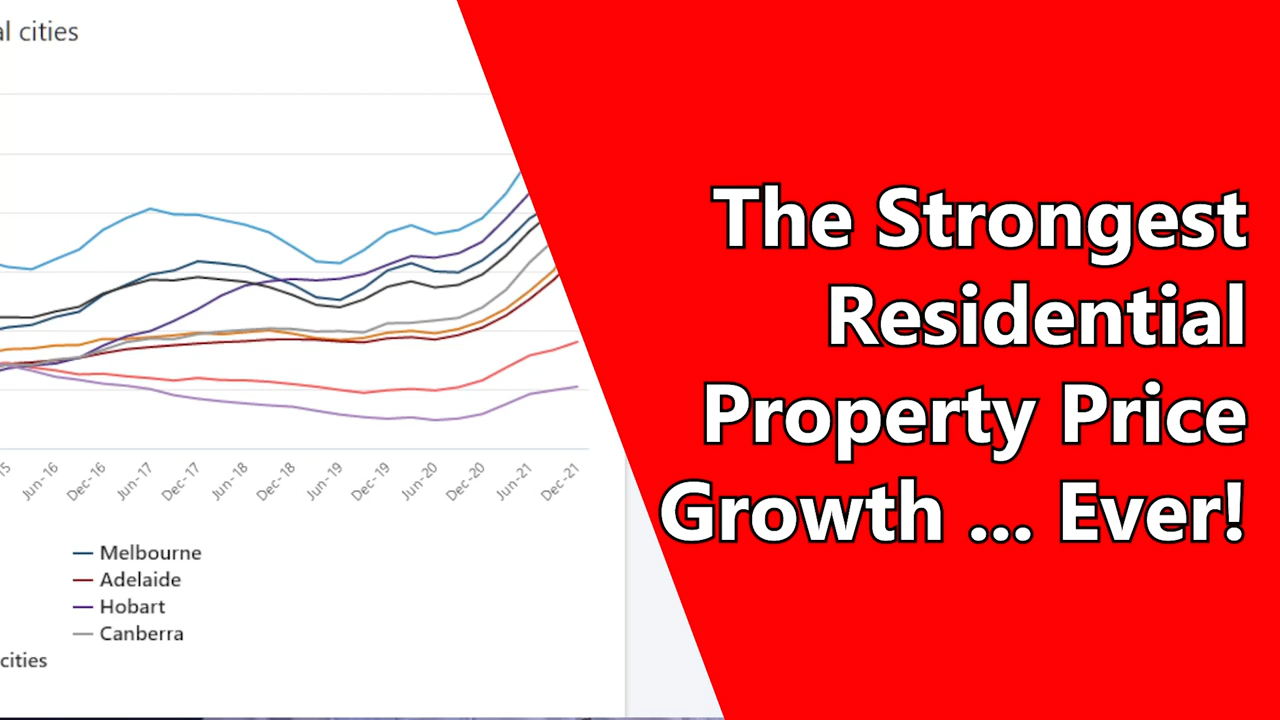 al cities
15
Jun-16
Dec-16
Jun-17
Dec-17
Jun-18
Dec-18
Jun-19
Dec-19
Jun-20
Dec-20
Jun-21
Dec-21
Melbourne
Adelaide
Hobart
Canberra
cities
The Strongest
Residential
Property Price
Growth ... Ever!